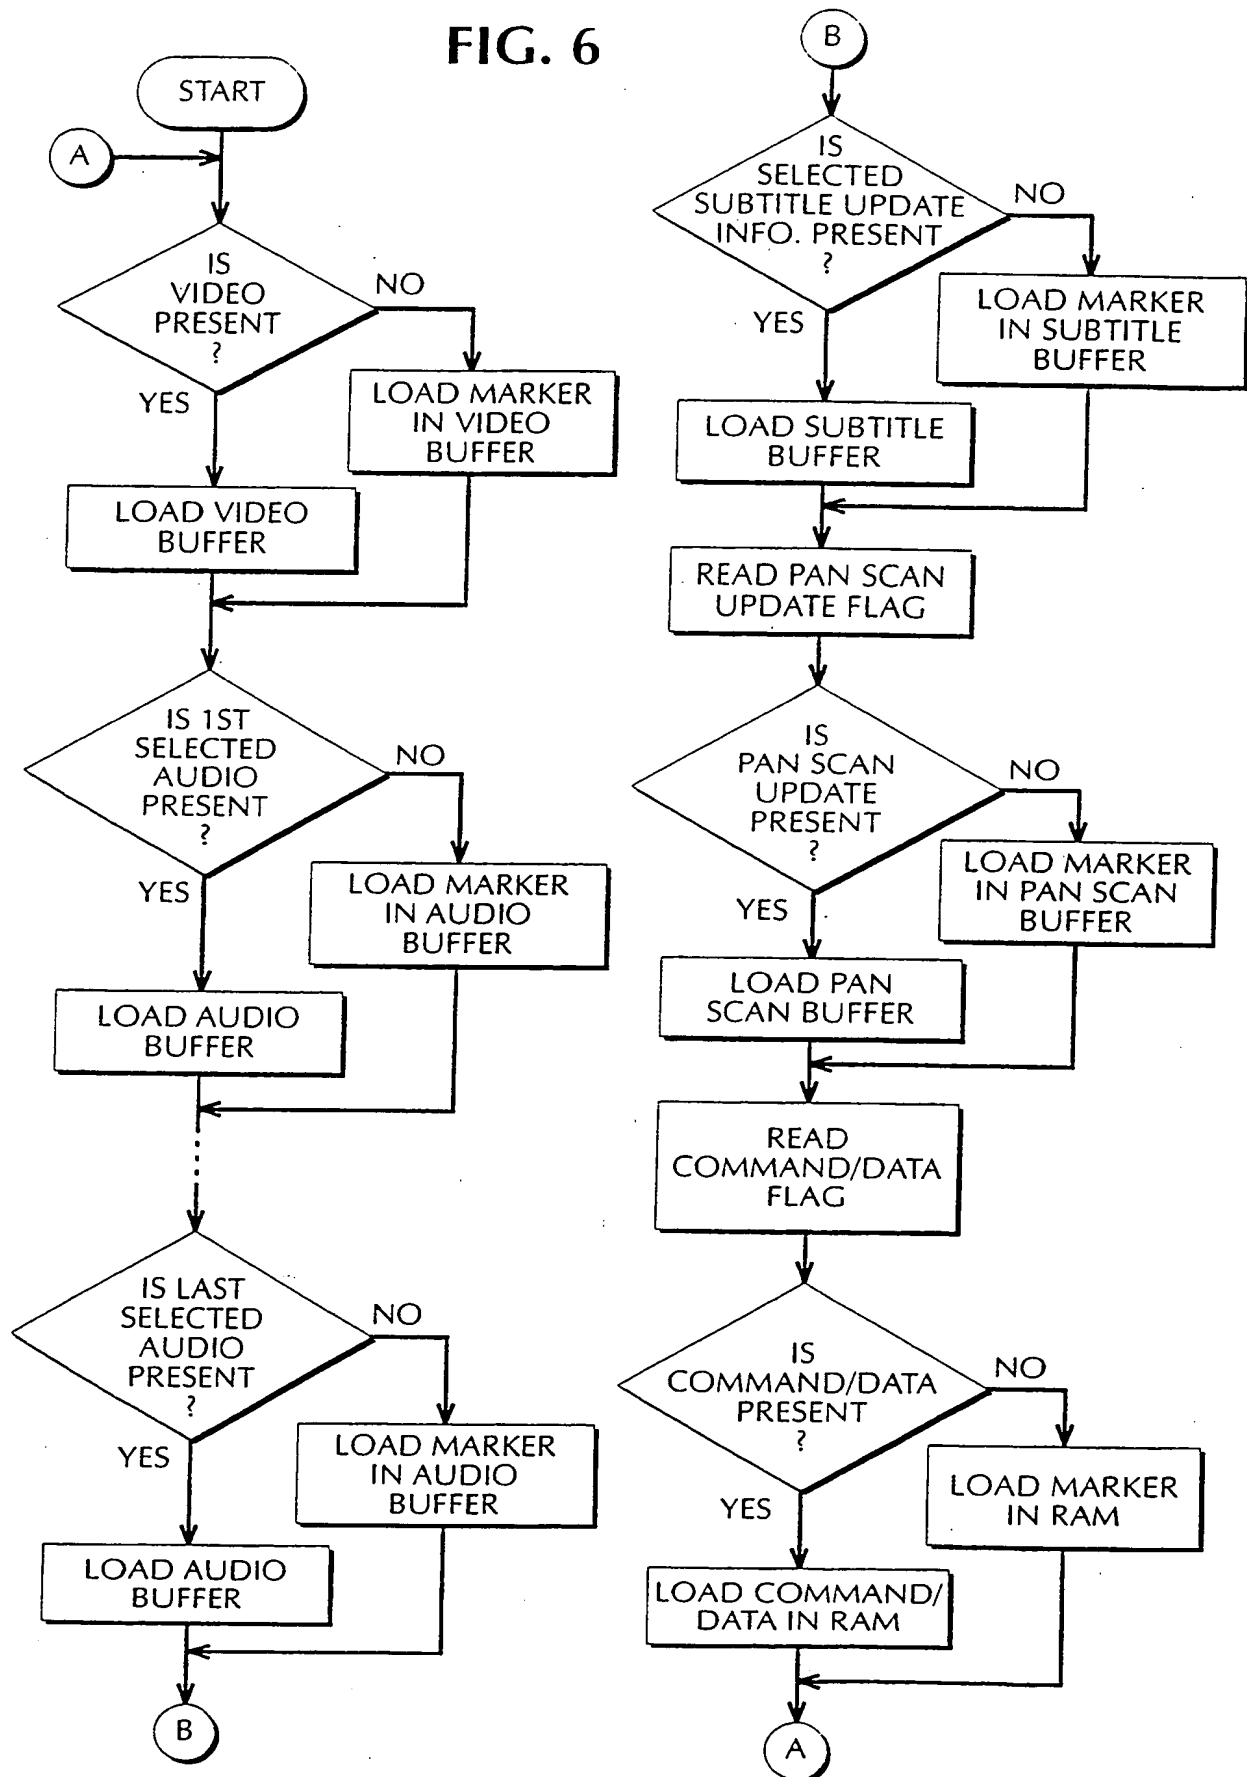 FIG. 6
START
A
IS
VIDEO
PRESENT
?
NO
YES
LOAD MARKER
IN VIDEO
BUFFER
LOAD VIDEO
BUFFER
IS 1ST
SELECTED
AUDIO
PRESENT
?
NO
YES
LOAD MARKER
IN AUDIO
BUFFER
LOAD AUDIO
BUFFER
IS LAST
SELECTED
AUDIO
PRESENT
?
NO
YES
LOAD MARKER
IN AUDIO
BUFFER
LOAD AUDIO
BUFFER
B
B
IS
SELECTED
SUBTITLE UPDATE
INFO. PRESENT
?
NO
YES
LOAD MARKER
IN SUBTITLE
BUFFER
LOAD SUBTITLE
BUFFER
READ PAN SCAN
UPDATE FLAG
IS
PAN SCAN
UPDATE
PRESENT
?
NO
YES
LOAD MARKER
IN PAN SCAN
BUFFER
LOAD PAN
SCAN BUFFER
READ
COMMAND/DATA
FLAG
IS
COMMAND/DATA
PRESENT
?
NO
YES
LOAD MARKER
IN RAM
LOAD COMMAND/
DATA IN RAM
A